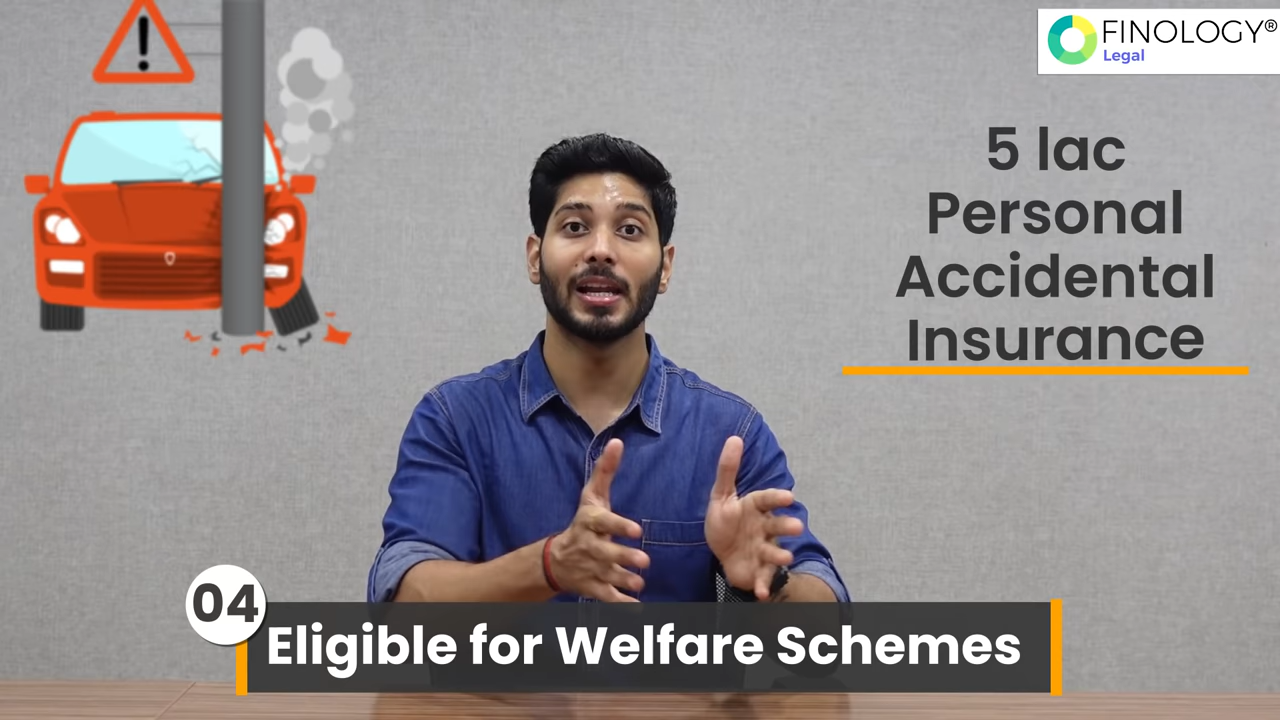 FINOLOGY®
Legal
5 lac
Personal
Accidental
Insurance
04
Eligible for Welfare Schemes